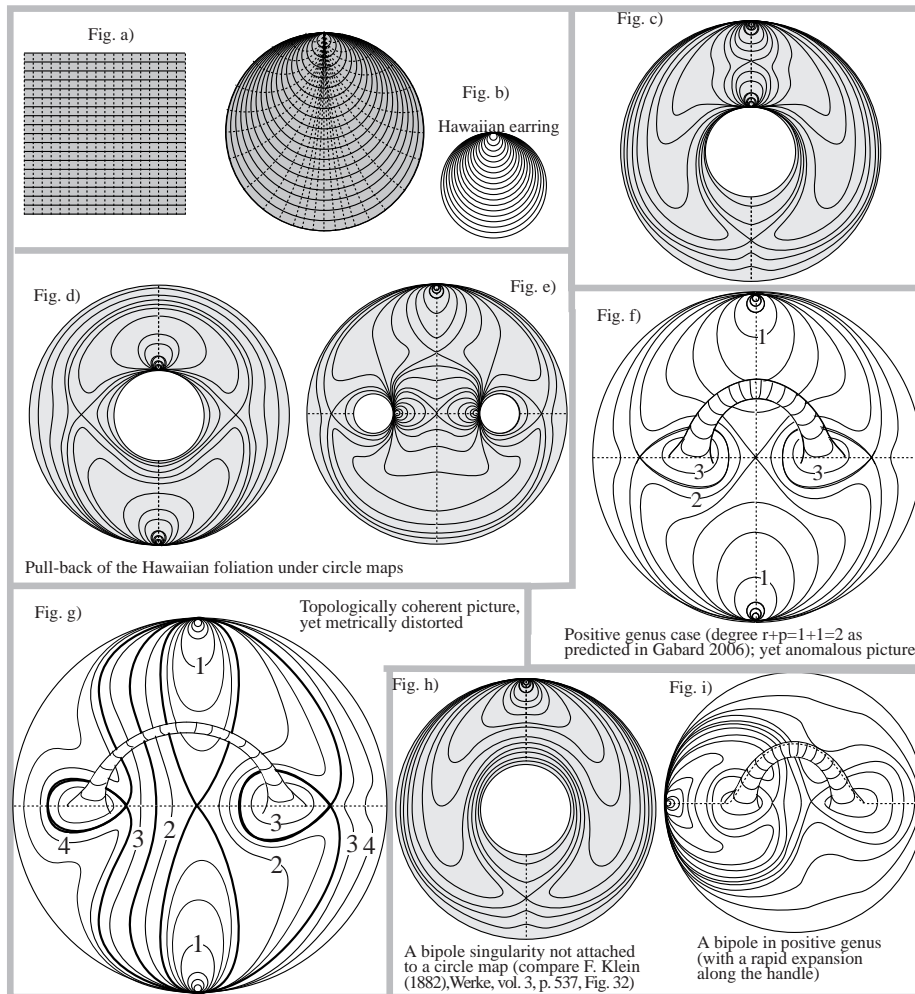 Fig. a)
Fig. b)
Hawaiian earring
Fig. c)
Fig. d)
Fig. e)
Pull-back of the Hawaiian foliation under circle maps
Fig. f)
1
3
3
2
1
Positive genus case (degree r+p=1+1=2 as
predicted in Gabard 2006); yet anomalous picture
Fig. g)
Topologically coherent picture,
yet metrically distorted
1
4
3
2
3
2
3
4
1
Fig. h)
A bipole singularity not attached
to a circle map (compare F. Klein
(1882),Werke, vol. 3, p. 537, Fig. 32)
Fig. i)
A bipole in positive genus
(with a rapid expansion
along the handle)